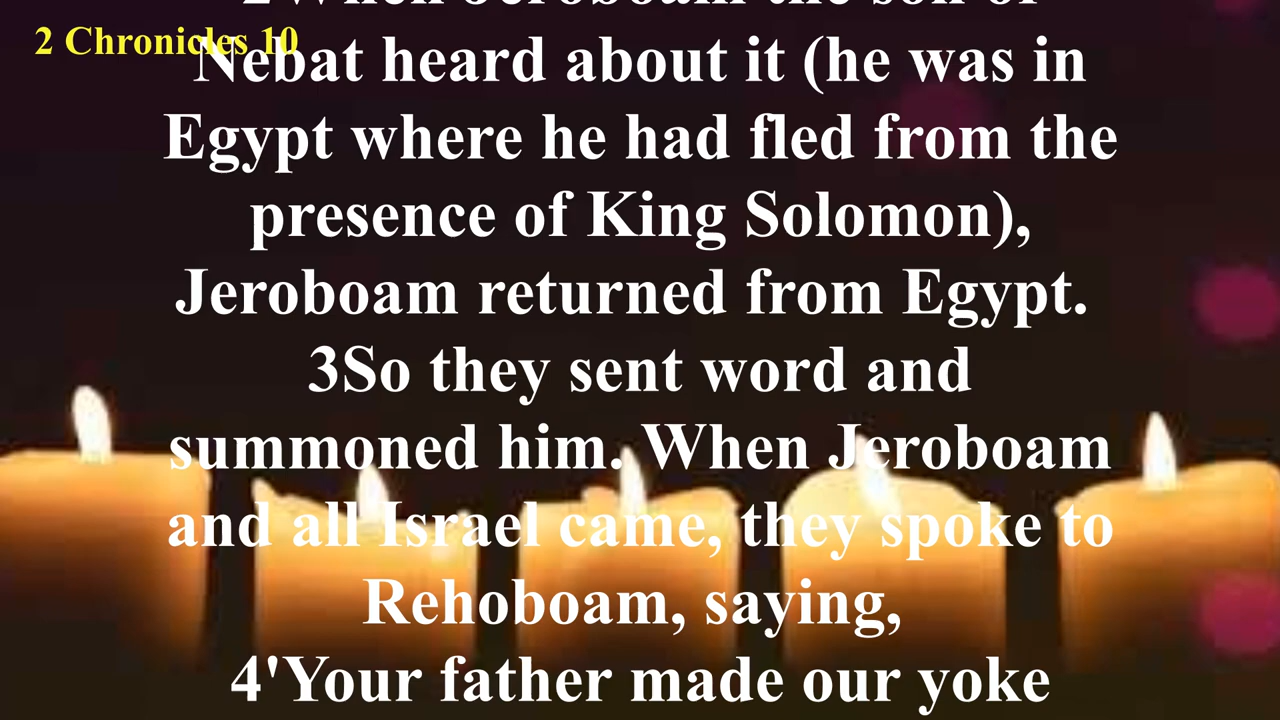 2When Jeroboam the son of
2 Chronicles 10
Nebat heard about it (he was in
Egypt where he had fled from the
presence of King Solomon),
Jeroboam returned from Egypt.
3So they sent word and
summoned him. When Jeroboam
and all Israel came, they spoke to
Rehoboam, saying,
4'Your father made our yoke